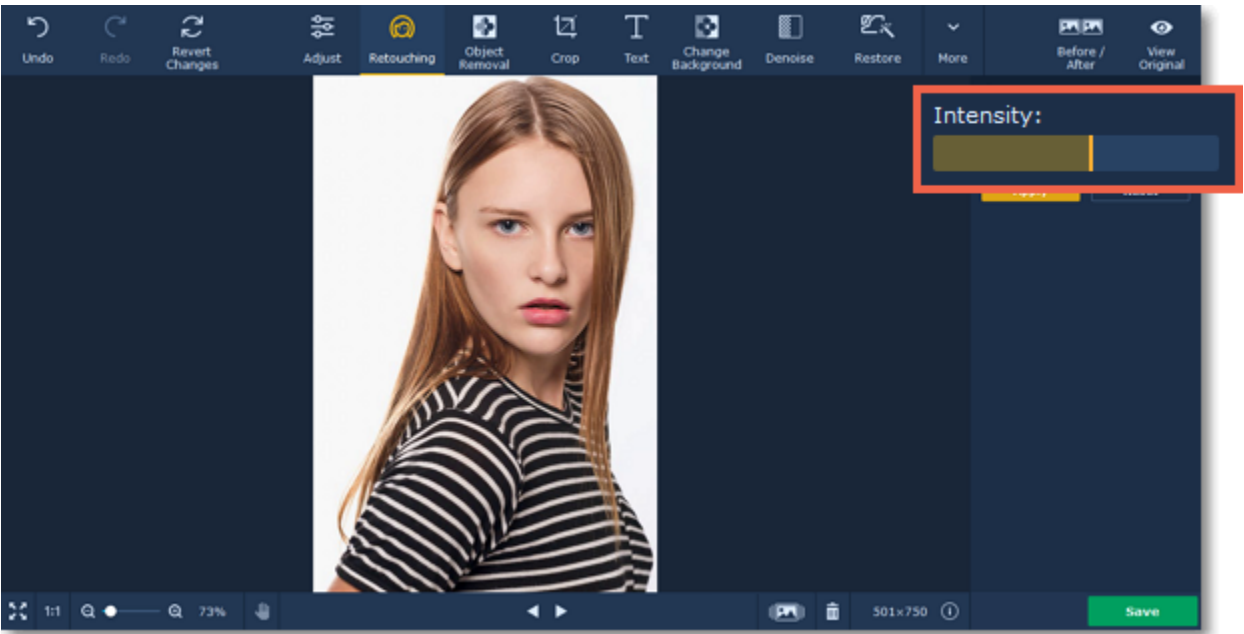 Undo
Redo
Revert
Changes
Adjust
Retouching
Object
Removal
Crop
Text
Change
Background
Denoise
Restore
More
Before /
After
View
Original
Intensity:
1:1
73%
501×750
Save